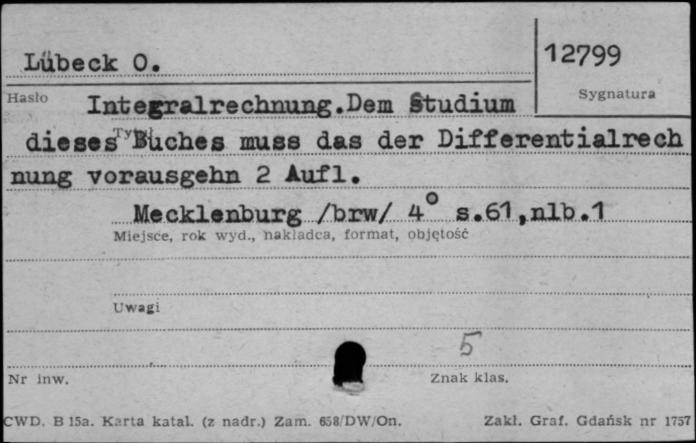 Lübeck O.
12799
Hasło
Sygnatura
Integralrechnung.Dem Studium
Tytuł
dieses Buches muss das der Differentialrech
nung vorausgehn 2 Aufl.
Mecklenburg /brw/ 4° s.61,nlb.1
Miejsce, rok wyd., nakładca, format, objętość
Uwagi
5
Nr inw.
Znak klas.
CWD. B 15a. Karta katal. (z nadr.) Zam. 658/DW/On.
Zakł. Graf. Gdańsk nr 1757